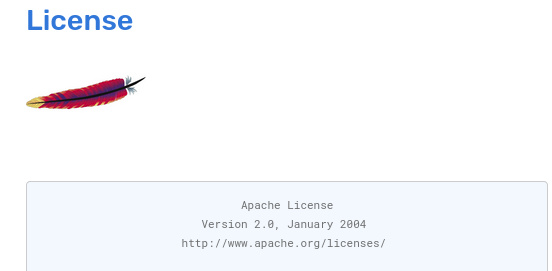 License
Apache License
Version 2.0, January 2004
http://www.apache.org/licenses/